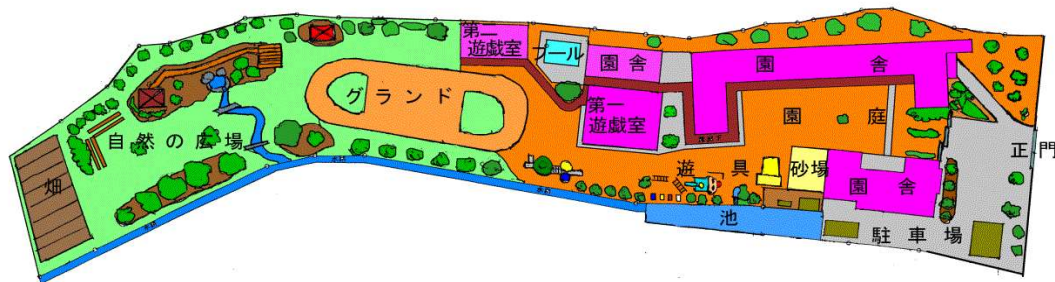 第二
遊戯室
プール
園舎
園舎
グランド
第一
遊戯室
園庭
自然の広場
正門
畑
遊具
砂場
園舎
池
駐車場